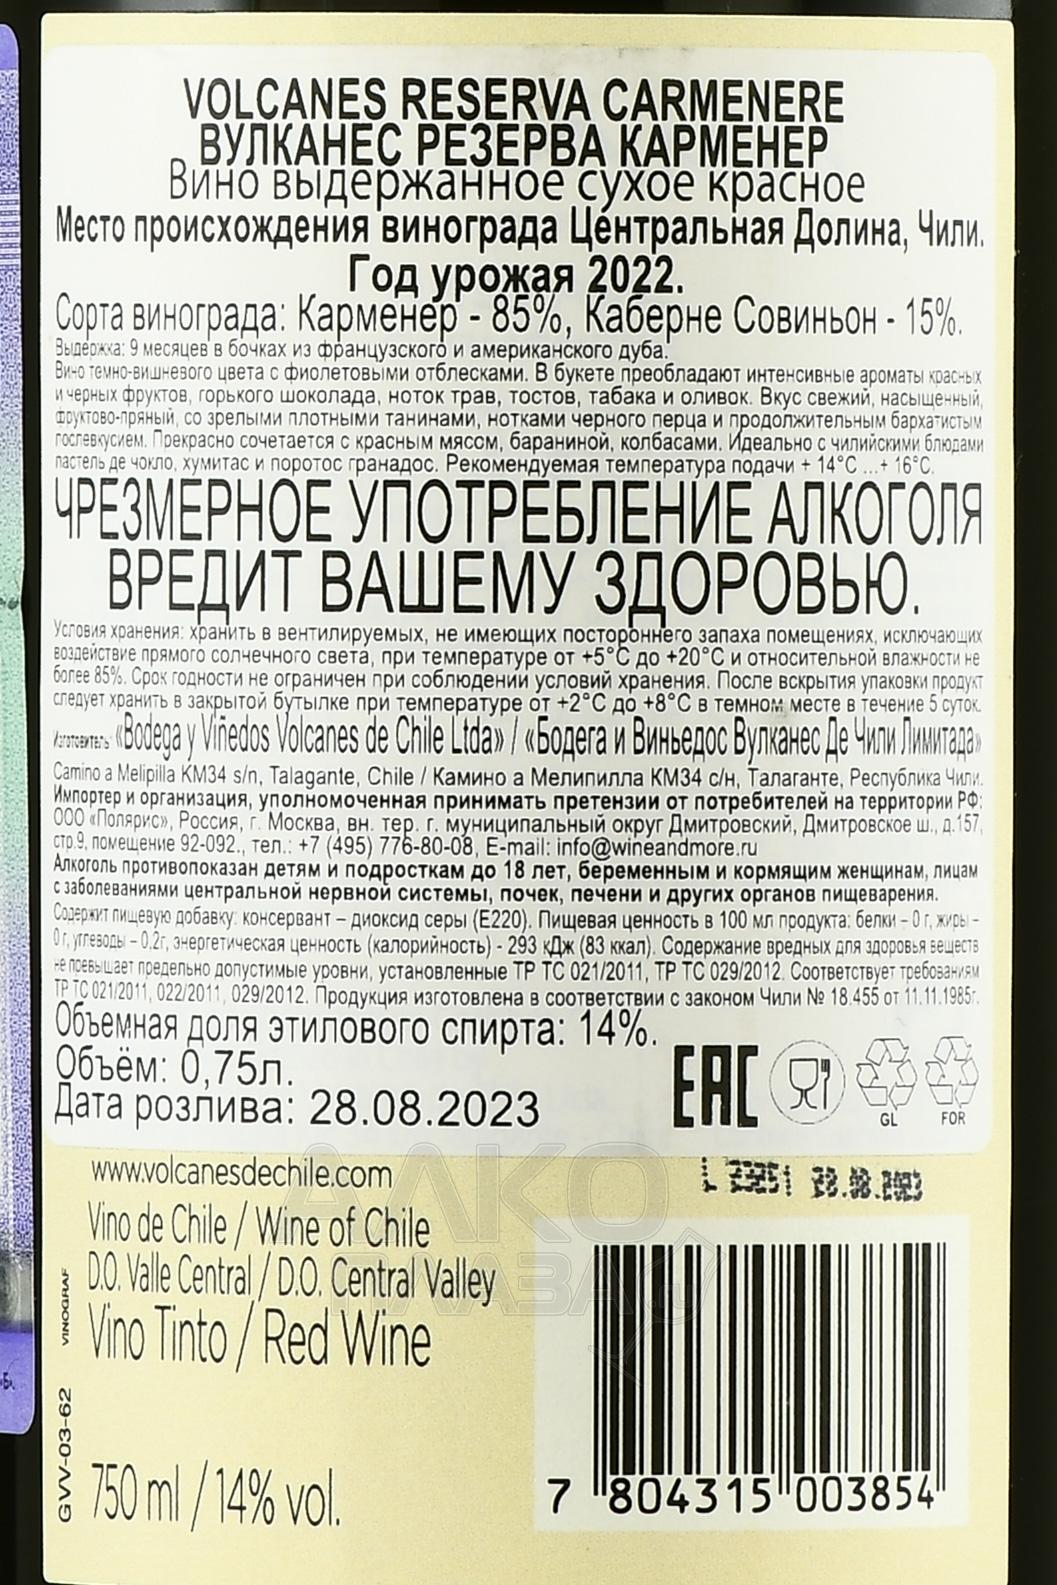 VOLCANES RESERVA CARMENERE
ВУЛКАНЕС РЕЗЕРВА КАРМЕНЕР
Вино выдержанное сухое красное
Место происхождения винограда Центральная Долина, Чили.
Год урожая 2022.
Сорта винограда: Карменер - 85%, Каберне Совиньон - 15%.
Выдержка: 9 месяцев в бочках из французского и американского дуба.
Вино темно-вишневого цвета с фиолетовыми отблесками. В букете преобладают интенсивные ароматы красных
и черных фруктов, горького шоколада, ноток трав, тостов, табака и оливок. Вкус свежий, насыщенный,
фруктово-пряный, со зрелыми плотными танинами, нотками черного перца и продолжительным бархатистым
послевкусием. Прекрасно сочетается с красным мясом, бараниной, колбасами. Идеально с чилийскими блюдами
пастель де чокло, хумитас и поротос гранадос. Рекомендуемая температура подачи + 14°C ...+ 16°C.
ЧРЕЗМЕРНОЕ УПОТРЕБЛЕНИЕ АЛКОГОЛЯ
ВРЕДИТ ВАШЕМУ ЗДОРОВЬЮ.
Условия хранения: хранить в вентилируемых, не имеющих постороннего запаха помещениях, исключающих
воздействие прямого солнечного света, при температуре от +5°C до +20°C и относительной влажности не
более 85%. Срок годности не ограничен при соблюдении условий хранения. После вскрытия упаковки продукт
следует хранить в закрытой бутылке при температуре от +2°C до +8°C в темном месте в течение 5 суток.
Изготовитель: «Bodega y Viñedos Volcanes de Chile Ltda» / «Бодега и Виньедос Вулканес Де Чили Лимитада»
Camino a Melipilla KM34 s/n, Talagante, Chile / Камино а Мелипилла КМ34 с/н, Талаганте, Республика Чили.
Импортер и организация, уполномоченная принимать претензии от потребителей на территории РФ:
ООО «Полярис», Россия, г. Москва, вн. тер. г. муниципальный округ Дмитровский, Дмитровское ш., д.157,
стр.9, помещение 92-092., тел.: +7 (495) 776-80-08, E-mail: info@wineandmore.ru
Алкоголь противопоказан детям и подросткам до 18 лет, беременным и кормящим женщинам, лицам
с заболеваниями центральной нервной системы, почек, печени и других органов пищеварения.
Содержит пищевую добавку: консервант – диоксид серы (E220). Пищевая ценность в 100 мл продукта: белки – 0 г, жиры –
0 г, углеводы – 0,2г, энергетическая ценность (калорийность) - 293 кДж (83 ккал). Содержание вредных для здоровья веществ
не превышает предельно допустимые уровни, установленные ТР ТС 021/2011, ТР ТС 029/2012. Соответствует требованиям
ТР ТС 021/2011, 022/2011, 029/2012. Продукция изготовлена в соответствии с законом Чили № 18.455 от 11.11.1985г.
Объемная доля этилового спирта: 14%.
Объём: 0,75л.
Дата розлива: 28.08.2023
EAC
GL
FOR
www.volcanesdechile.com
L 23251 28.08.2023
Vino de Chile / Wine of Chile
D.O. Valle Central / D.O. Central Valley
Vino Tinto / Red Wine
750 ml / 14% vol.
GVV-03-62
VINOGRAF
7 804315 003854
АЛКО
ПЛАЗА.ru
«Б».